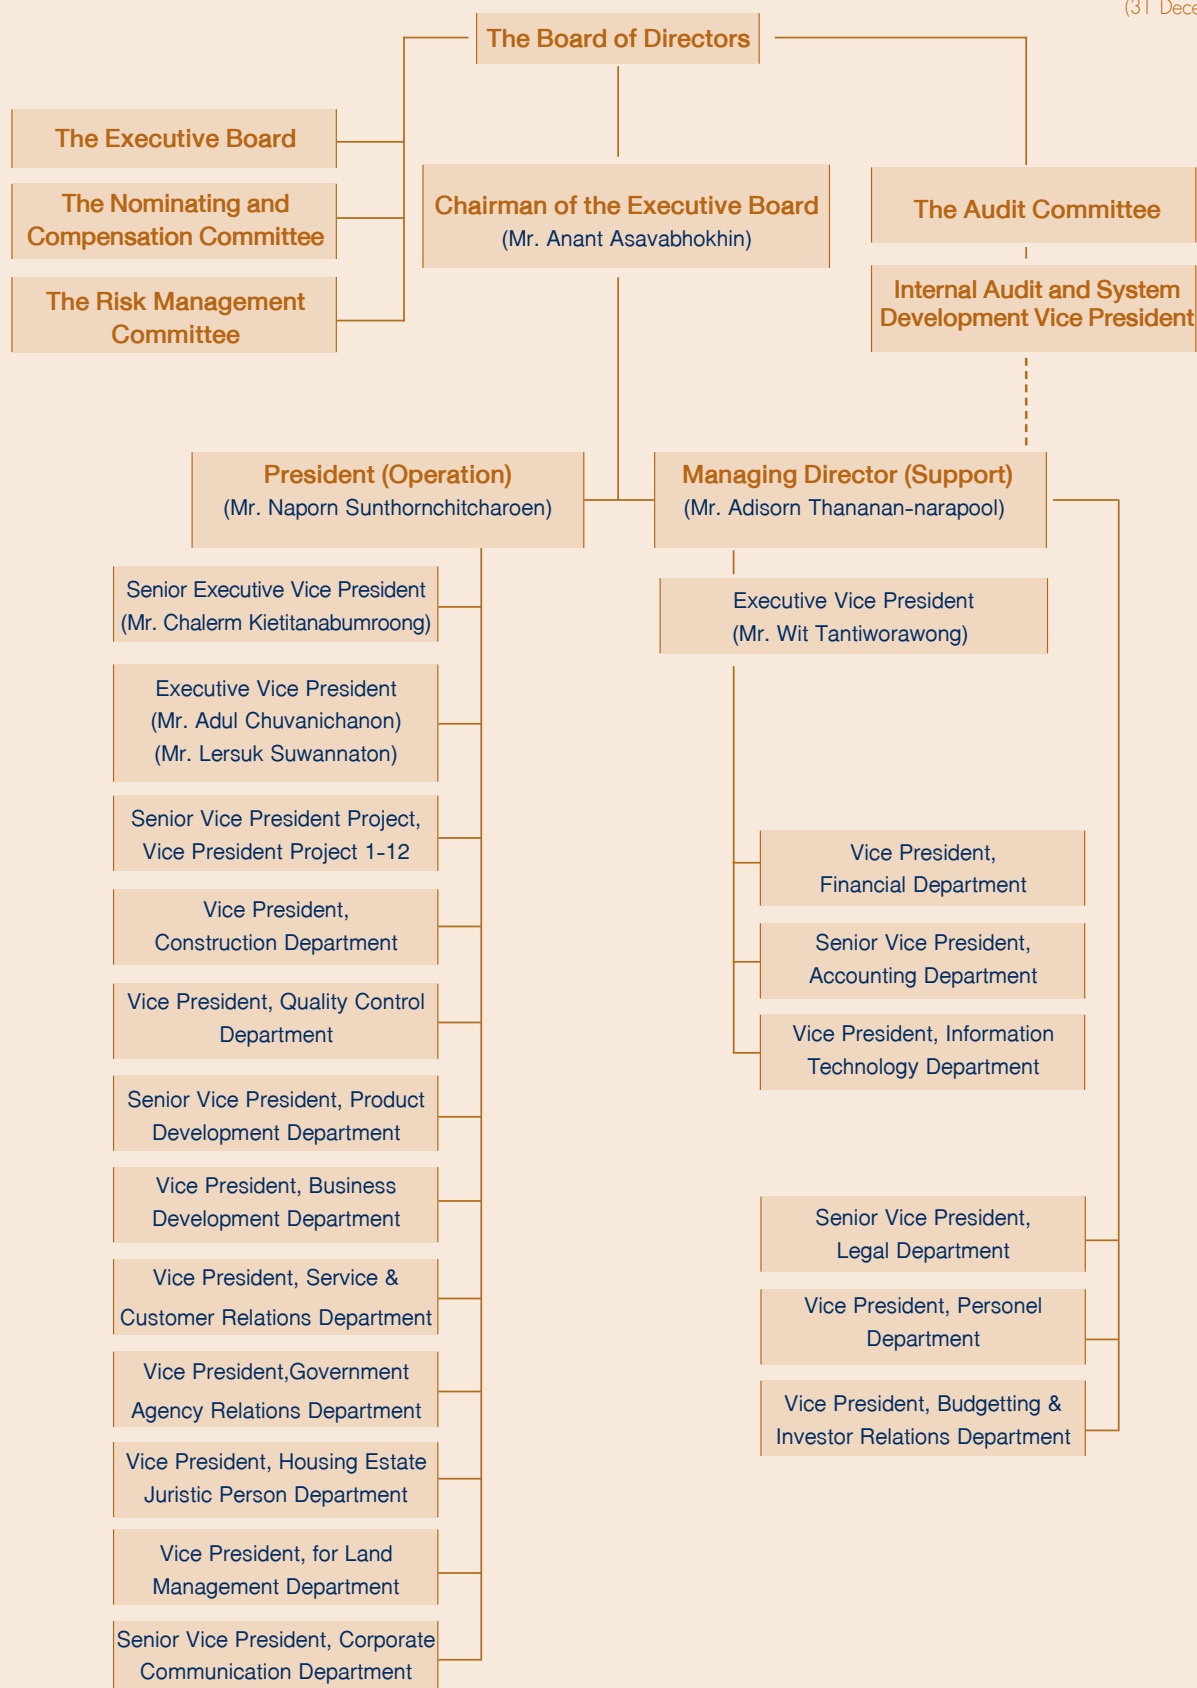 (31 Dece
The Board of Directors
The Executive Board
The Nominating and
Compensation Committee
The Risk Management
Committee
Chairman of the Executive Board
(Mr. Anant Asavabhokhin)
The Audit Committee
Internal Audit and System
Development Vice President
President (Operation)
(Mr. Naporn Sunthornchitcharoen)
Managing Director (Support)
(Mr. Adisorn Thananan-narapool)
Senior Executive Vice President
(Mr. Chalerm Kietitanabumroong)
Executive Vice President
(Mr. Adul Chuvanichanon)
(Mr. Lersuk Suwannaton)
Senior Vice President Project,
Vice President Project 1-12
Vice President,
Construction Department
Vice President, Quality Control
Department
Senior Vice President, Product
Development Department
Vice President, Business
Development Department
Vice President, Service &
Customer Relations Department
Vice President,Government
Agency Relations Department
Vice President, Housing Estate
Juristic Person Department
Vice President, for Land
Management Department
Senior Vice President, Corporate
Communication Department
Executive Vice President
(Mr. Wit Tantiworawong)
Vice President,
Financial Department
Senior Vice President,
Accounting Department
Vice President, Information
Technology Department
Senior Vice President,
Legal Department
Vice President, Personel
Department
Vice President, Budgetting &
Investor Relations Department